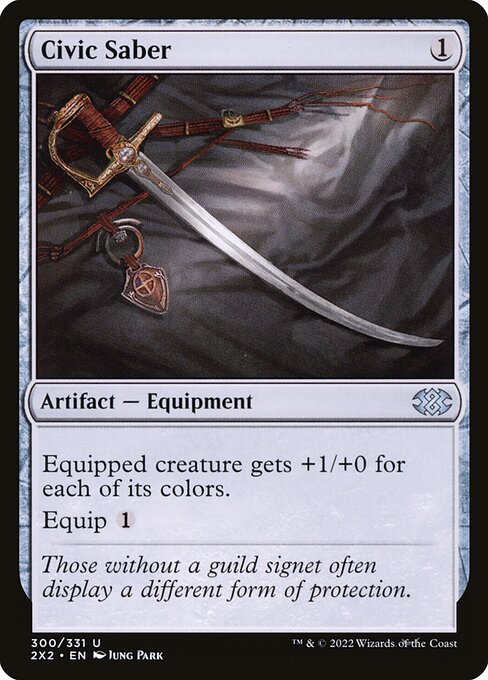 Civic Saber 1
Artifact — Equipment
Equipped creature gets +1/+0 for
each of its colors.
Equip 1
Those without a guild signet often
display a different form of protection.
300/331 U
2X2 • EN Jung Park
™ & © 2022 Wizards of the Coast